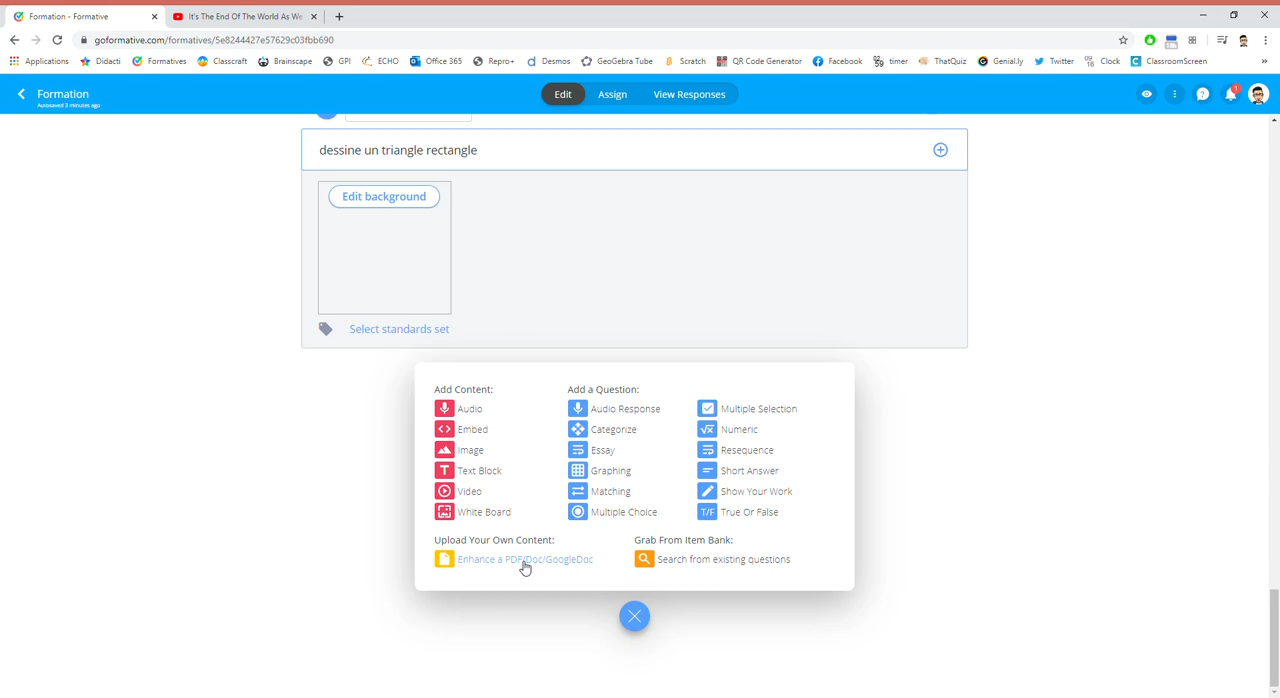 Formation - Formative
It's The End Of The World As We
goformative.com/formatives/5e8244427e57629c03fbb690
Applications Didacti Formatives Classcraft Brainscape GPI ECHO Office 365 Repro+ Desmos GeoGebra Tube Scratch QR Code Generator Facebook timer ThatQuiz Genial.ly Twitter Clock ClassroomScreen
Formation
Autosaved 3 minutes ago
Edit Assign View Responses
1
dessine un triangle rectangle
Edit background
Select standards set
Add Content: Add a Question:
Audio Audio Response Multiple Selection
Embed Categorize Numeric
Image Essay Resequence
Text Block Graphing Short Answer
Video Matching Show Your Work
White Board Multiple Choice T/F True Or False
Upload Your Own Content: Grab From Item Bank:
Enhance a PDF/Doc/GoogleDoc Search from existing questions